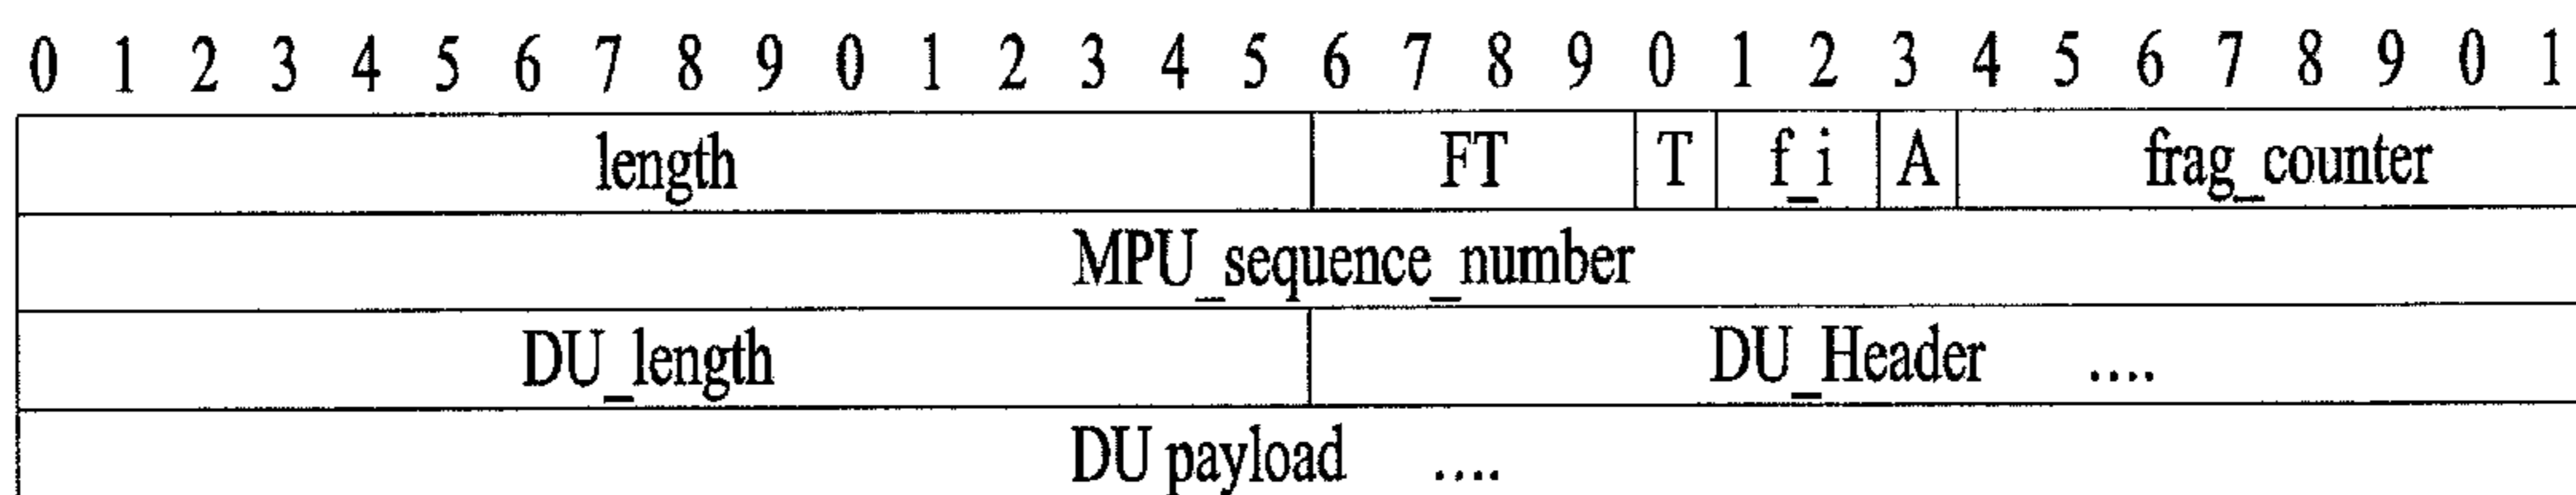 0 1 2 3 4 5 6 7 8 9 0 1 2 3 4 5 6 7 8 9 0 1 2 3 4 5 6 7 8 9 0 1
length FT T f_i A frag_counter
MPU_sequence_number
DU_length DU_Header ....
DU payload ....